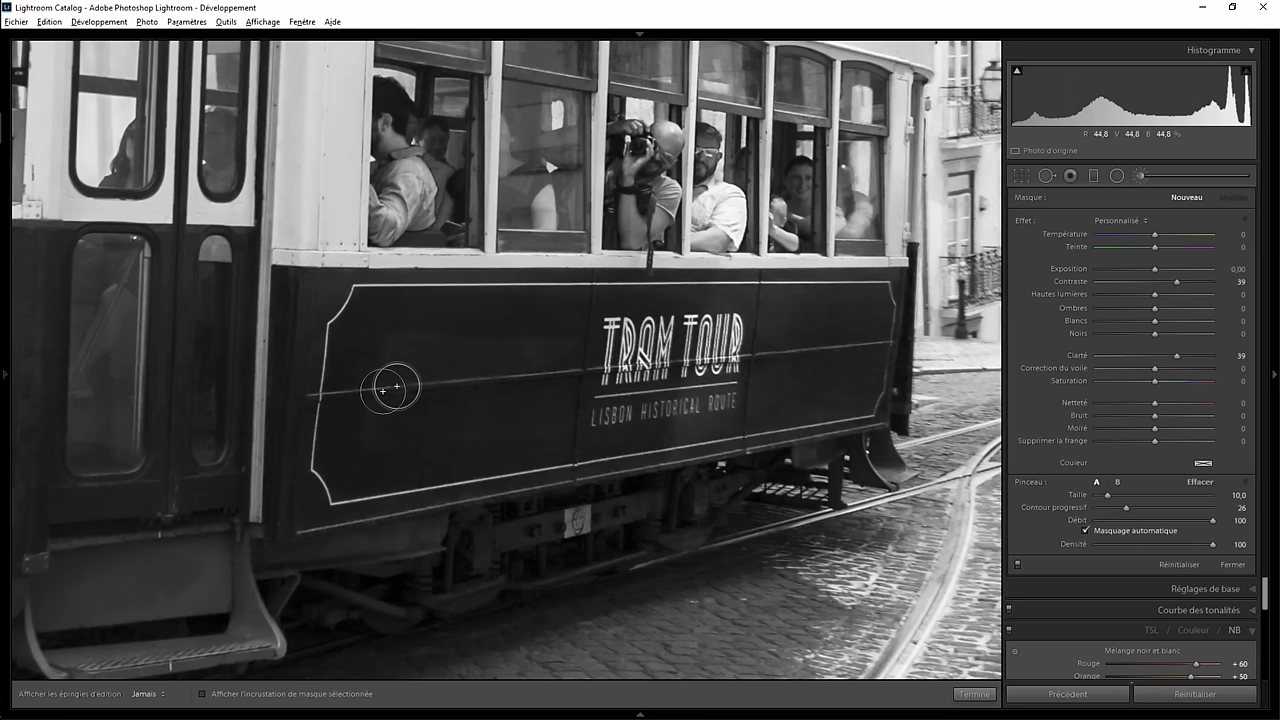 Lightroom Catalog - Adobe Photoshop Lightroom - Développement
Fichier Edition Développement Photo Paramètres Outils Affichage Fenêtre Aide
Histogramme
R 44,8 V 44,8 B 44,8 %
Photo d'origine
Masque : Nouveau
Effet : Personnalisé
Température 0
Teinte 0
Exposition 0,00
Contraste 39
Hautes lumières 0
Ombres 0
Blancs 0
Noirs 0
Clarté 39
Correction du voile 0
Saturation 0
Netteté 0
Bruit 0
Moiré 0
Supprimer la frange 0
Couleur
Pinceau : A B Effacer
Taille 10,0
Contour progressif 26
Débit 100
Masquage automatique
Densité 100
Réinitialiser Fermer
Réglages de base
Courbe des tonalités
TSL / Couleur / NB
Mélange noir et blanc
Rouge + 60
Orange + 50
Précédent Réinitialiser
TRAM TOUR
LISBON HISTORICAL ROUTE
Afficher les épingles d'édition : Jamais Afficher l'incrustation de masque sélectionnée Terminé